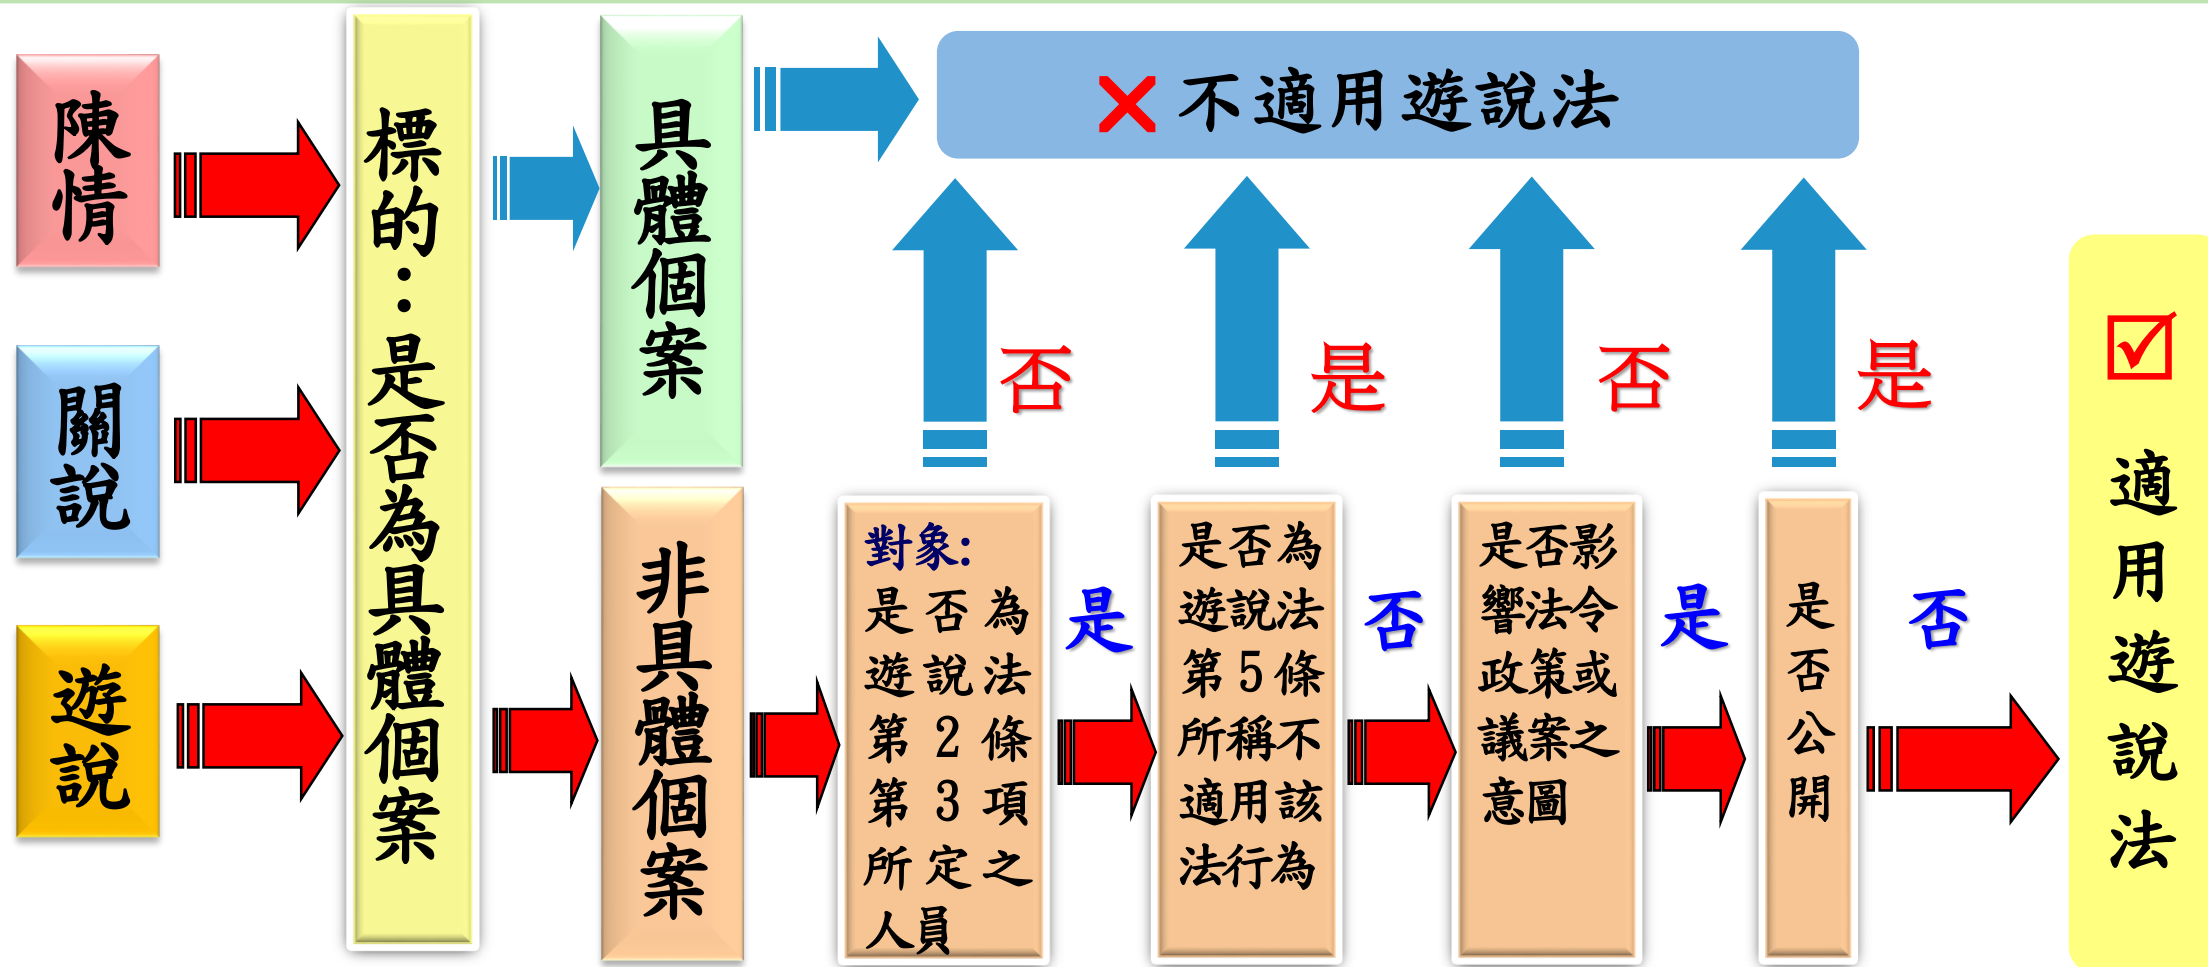 陳情
關說
遊說
標的：是否為具體個案
具體個案
不適用遊說法
非具體個案
對象:
是否為
遊說法
第2條
第3項
所定之
人員
否
是
是否為
遊說法
第5條
所稱不
適用該
法行為
是
否
是否影
響法令
政策或
議案之
意圖
否
是
是否公開
是
否
適用遊說法